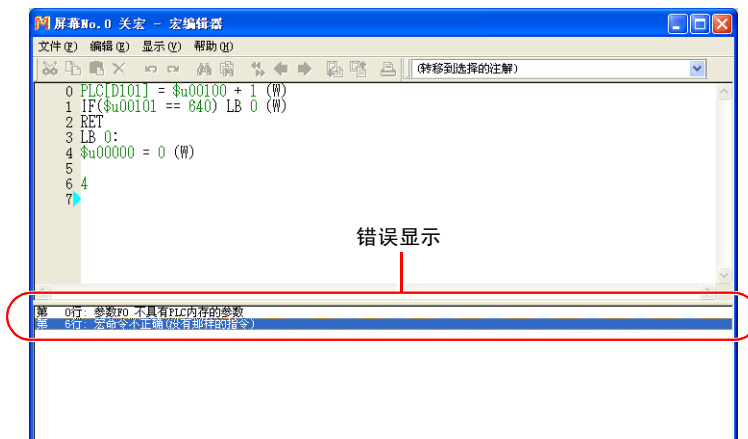 屏幕No.0 关宏 - 宏编辑器
文件(F) 编辑(E) 显示(V) 帮助(H)
(转移到选择的注解)
0 PLC[D101] = $u00100 + 1 (W)
1 IF($u00101 == 640) LB 0 (W)
2 RET
3 LB 0:
4 $u00000 = 0 (W)
5
6 4
7
错误显示
第 0行: 参数F0 不具有PLC内存的参数
第 6行: 宏命令不正确(没有那样的指令)